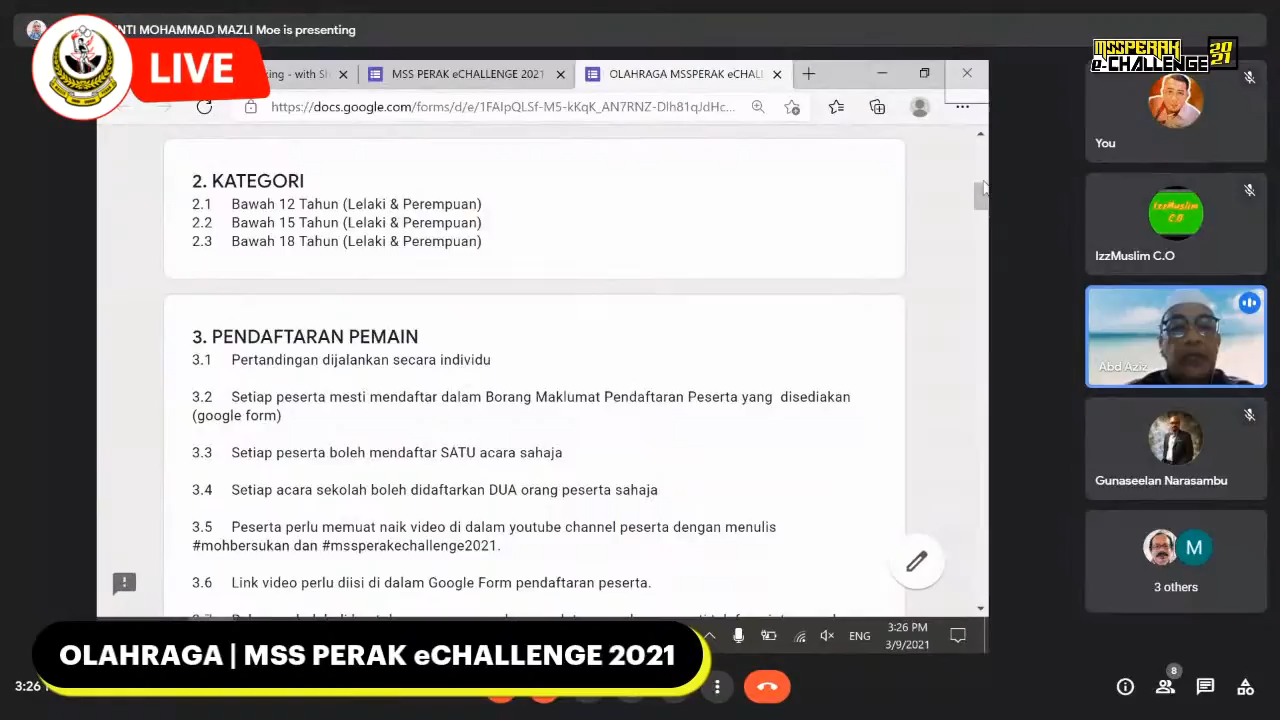 ENTI MOHAMMAD MAZLI Moe is presenting
LIVE
MSSPERAK
e-CHALLENGE
2021
king - with Sh
MSS PERAK eCHALLENGE 2021
OLAHRAGA MSSPERAK eCHAL
https://docs.google.com/forms/d/e/1FAIpQLSf-M5-kKqK_AN7RNZ-Dlh81qJdHc...
2. KATEGORI
2.1 Bawah 12 Tahun (Lelaki & Perempuan)
2.2 Bawah 15 Tahun (Lelaki & Perempuan)
2.3 Bawah 18 Tahun (Lelaki & Perempuan)
3. PENDAFTARAN PEMAIN
3.1 Pertandingan dijalankan secara individu
3.2 Setiap peserta mesti mendaftar dalam Borang Maklumat Pendaftaran Peserta yang disediakan
(google form)
3.3 Setiap peserta boleh mendaftar SATU acara sahaja
3.4 Setiap acara sekolah boleh didaftarkan DUA orang peserta sahaja
3.5 Peserta perlu memuat naik video di dalam youtube channel peserta dengan menulis
#mohbersukan dan #mssperakechallenge2021.
3.6 Link video perlu diisi di dalam Google Form pendaftaran peserta.
ENG
3:26 PM
3/9/2021
You
IzzMuslim C.O
IzzMuslim C.O
Abd Aziz
Gunaseelan Narasambu
M
3 others
OLAHRAGA | MSS PERAK eCHALLENGE 2021
3:26
8